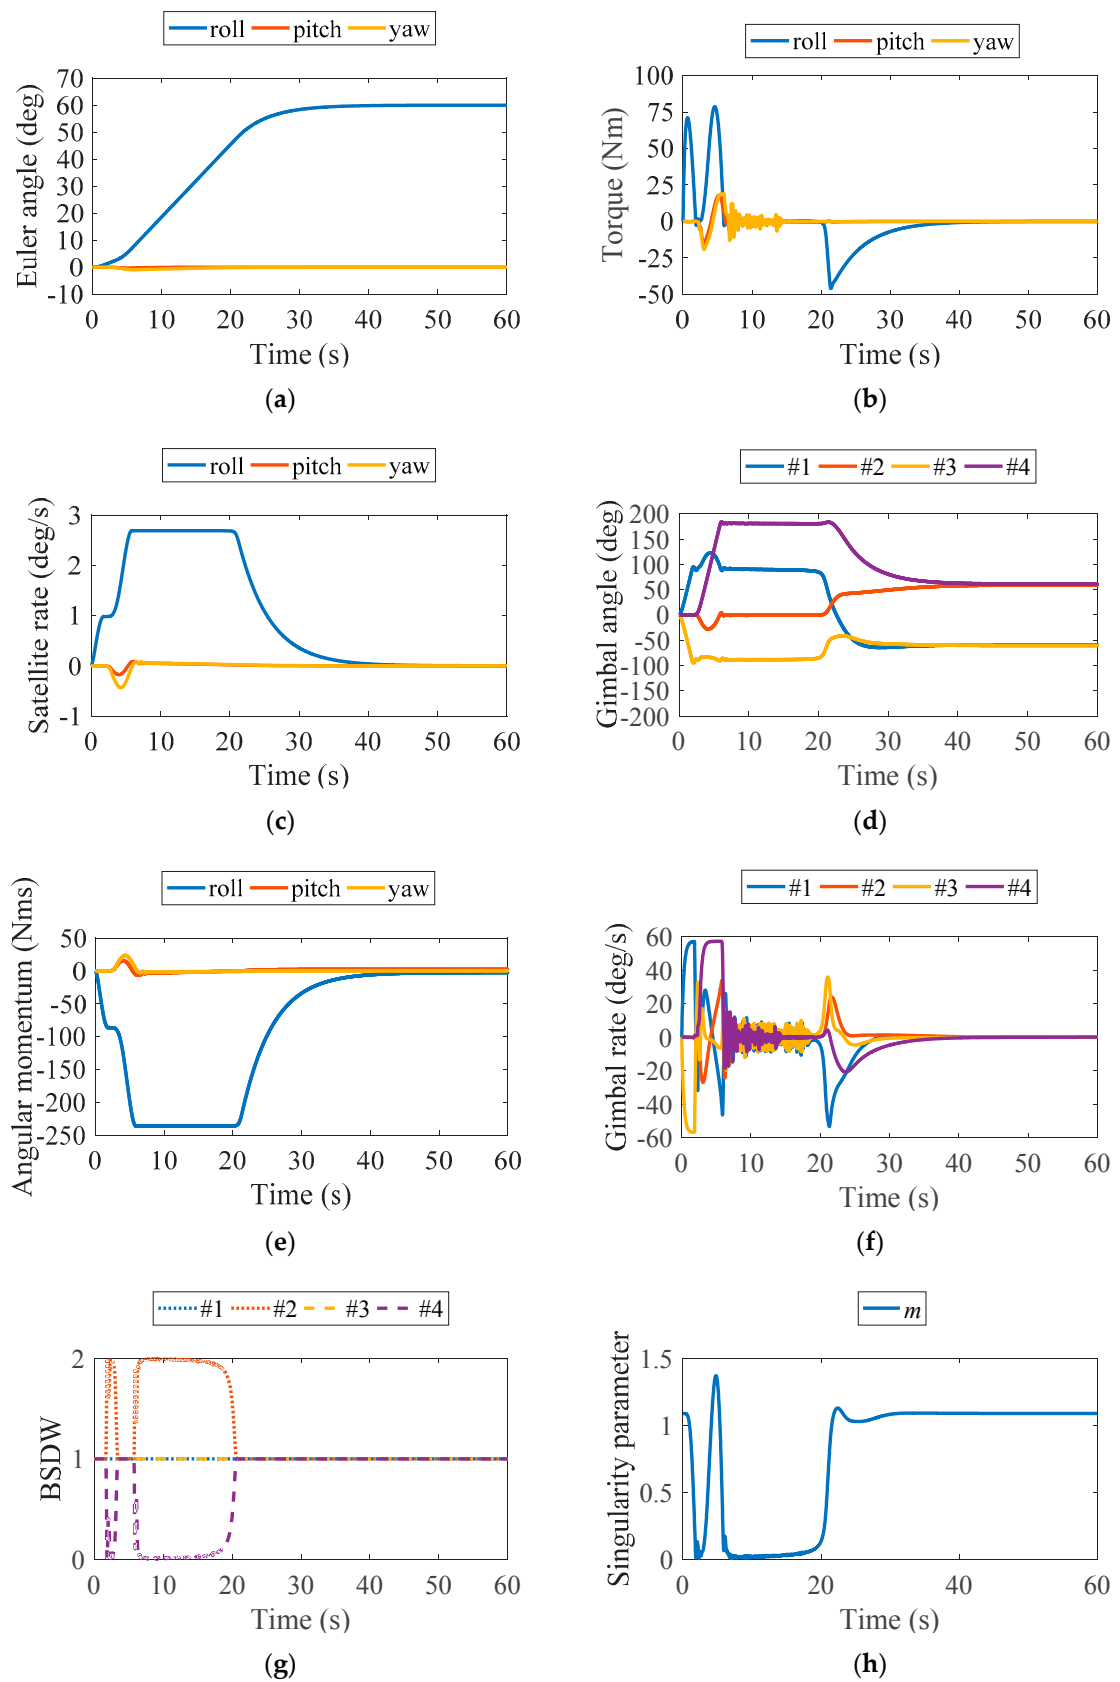 roll pitch yaw
70
60
50
40
30
20
10
0
-10
Euler angle (deg)
0 10 20 30 40 50 60
Time (s)
(a)
roll pitch yaw
100
75
50
25
0
-25
-50
Torque (Nm)
0 10 20 30 40 50 60
Time (s)
(b)
roll pitch yaw
3
2
1
0
-1
Satellite rate (deg/s)
0 10 20 30 40 50 60
Time (s)
(c)
#1 #2 #3 #4
200
150
100
50
0
-50
-100
-150
-200
Gimbal angle (deg)
0 10 20 30 40 50 60
Time (s)
(d)
roll pitch yaw
50
0
-50
-100
-150
-200
-250
Angular momentum (Nms)
0 10 20 30 40 50 60
Time (s)
(e)
#1 #2 #3 #4
60
40
20
0
-20
-40
-60
Gimbal rate (deg/s)
0 10 20 30 40 50 60
Time (s)
(f)
#1 #2 #3 #4
2
1
0
BSDW
0 10 20 30 40 50 60
Time (s)
(g)
m
1.5
1
0.5
0
Singularity parameter
0 20 40 60
Time (s)
(h)